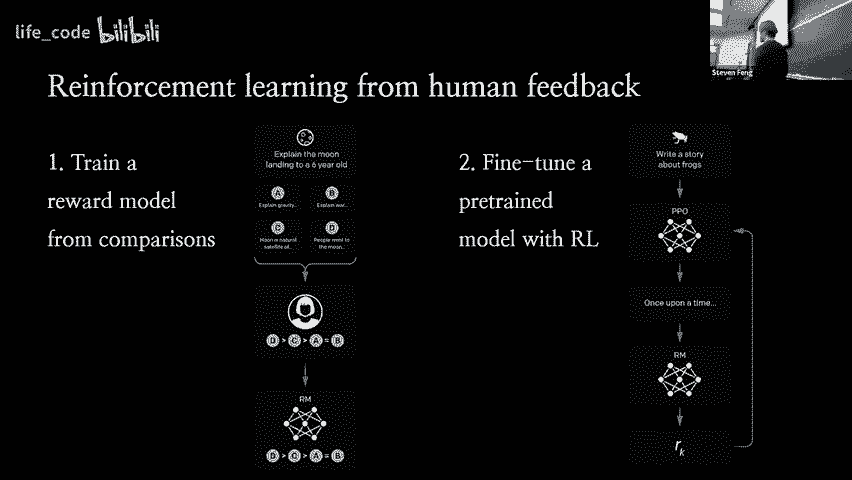 life_code bilibili
Steven Feng
Reinforcement learning from human feedback
1. Train a
reward model
from comparisons
Explain the moon
landing to a 6 year old
A
B
Explain gravity...
Explain war...
C
D
Moon is natural
satellite of...
People went to
the moon...
D > C > A = B
RM
D > C > A = B
2. Fine-tune a
pretrained
model with RL
Write a story
about frogs
PPO
Once upon a time...
RM
rk